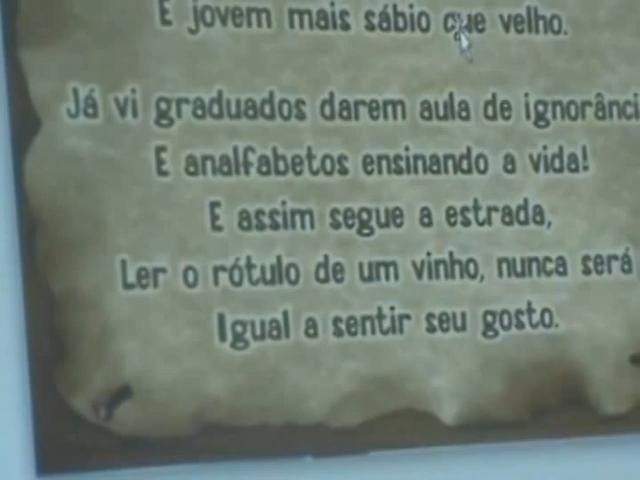 E jovem mais sábio que velho.
Já vi graduados darem aula de ignorânci
E analfabetos ensinando a vida!
E assim segue a estrada,
Ler o rótulo de um vinho, nunca será
Igual a sentir seu gosto.